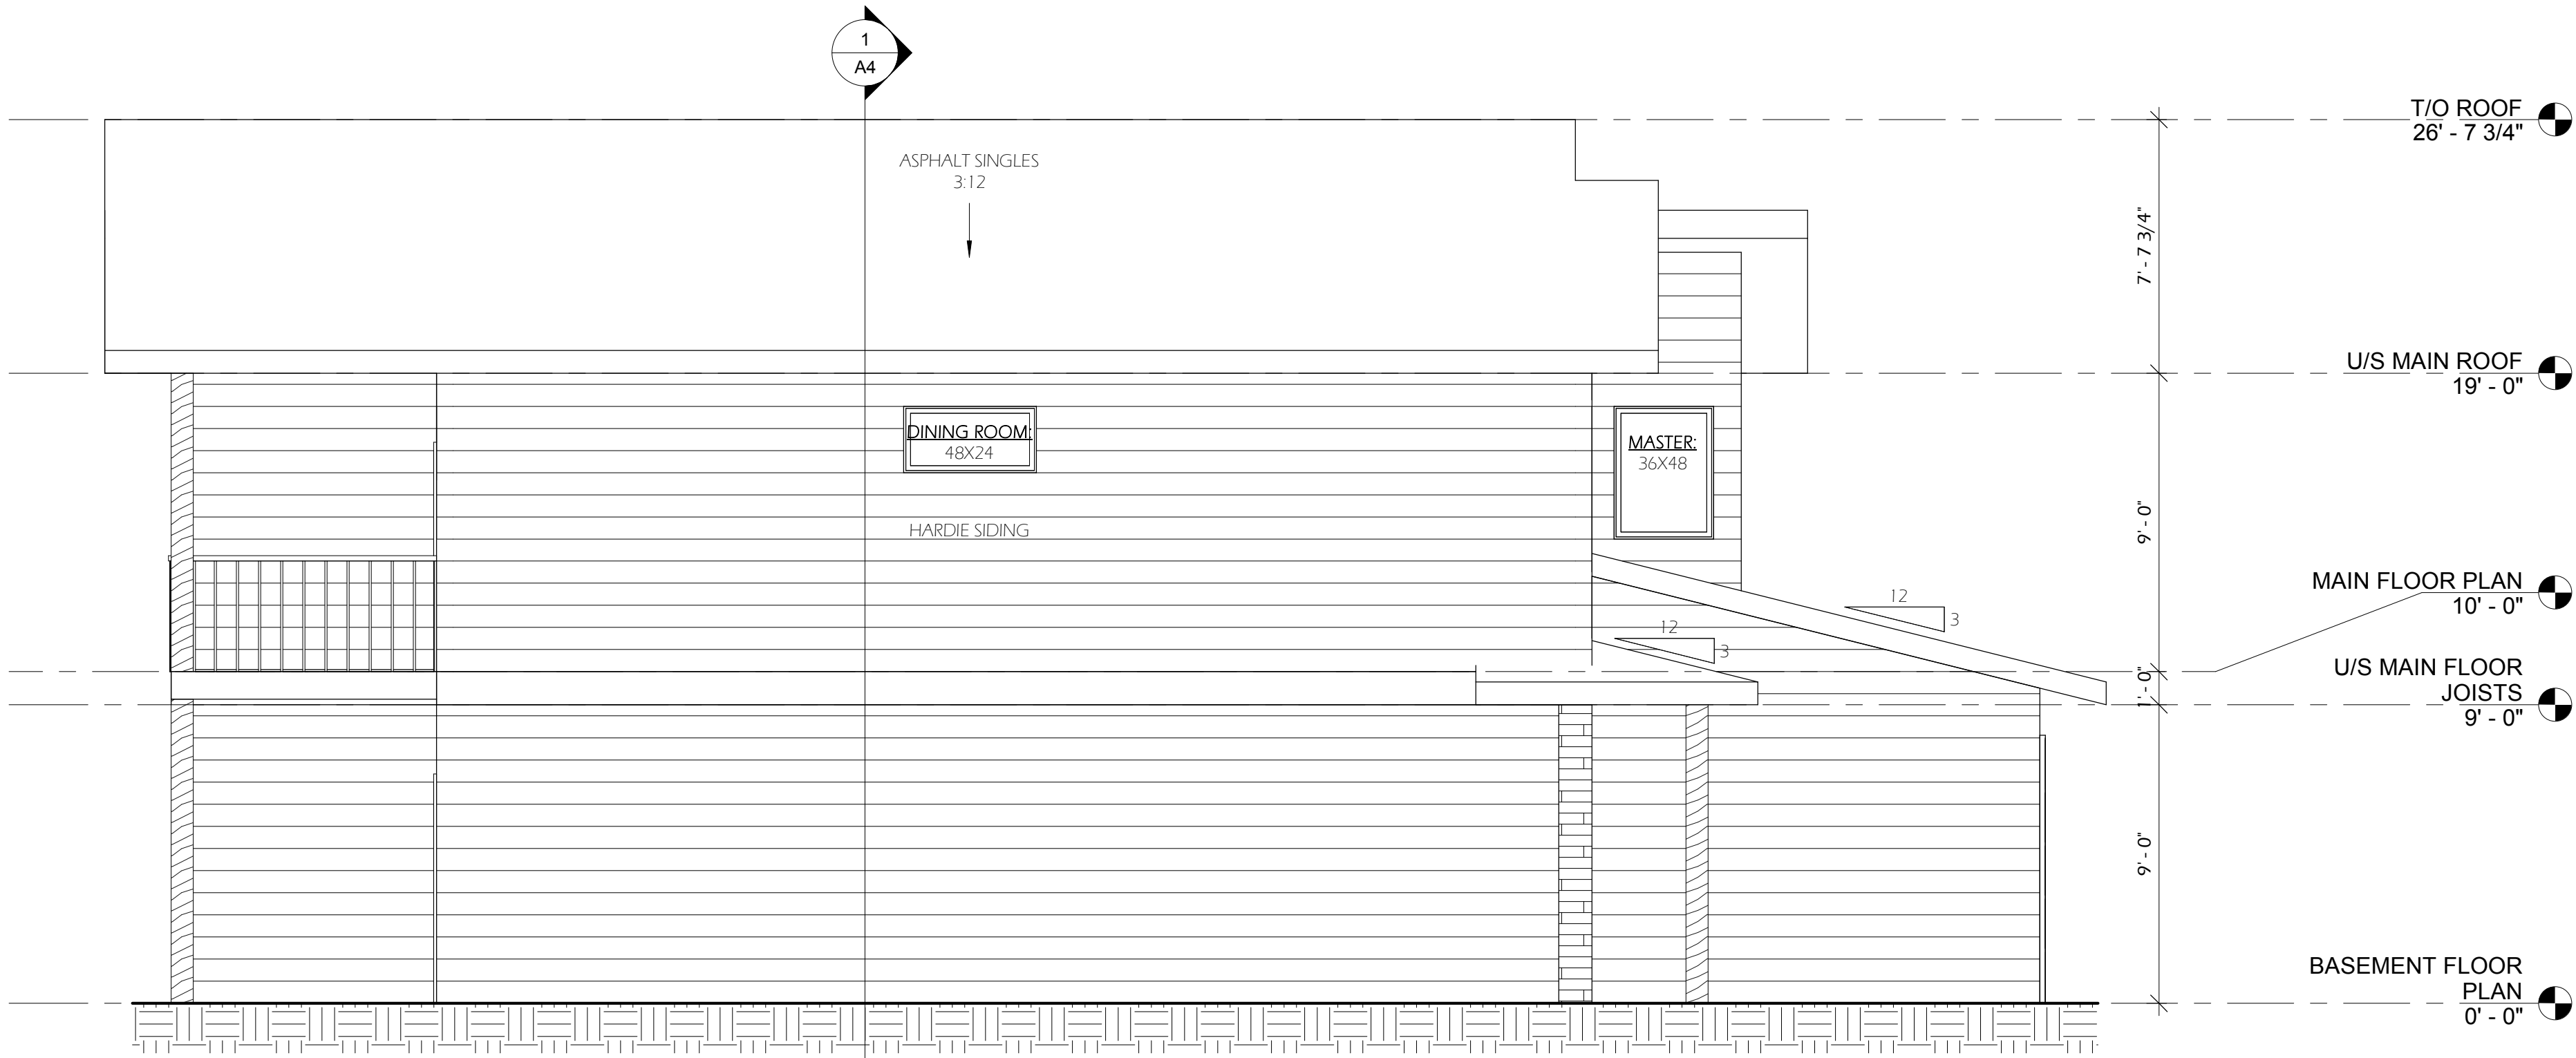 1
A4
T/O ROOF
26' - 7 3/4"
ASPHALT SINGLES
3:12
7' - 7 3/4"
U/S MAIN ROOF
19' - 0"
DINING ROOM:
48X24
MASTER:
36X48
HARDIE SIDING
9' - 0"
MAIN FLOOR PLAN
10' - 0"
12
3
12
3
1' - 0"
U/S MAIN FLOOR
JOISTS
9' - 0"
9' - 0"
BASEMENT FLOOR
PLAN
0' - 0"